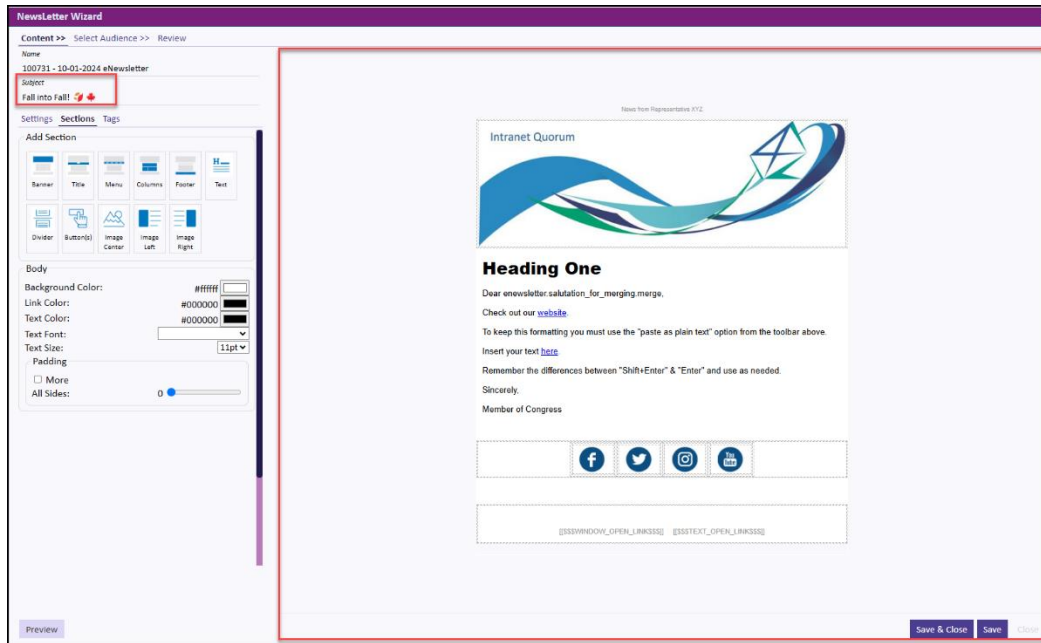 NewsLetter Wizard
Content >> Select Audience >> Review
Name
100731 - 10-01-2024 eNewsletter
Subject
Fall into Fall! 🍂 🍁
Settings Sections Tags
Add Section
Banner Title Menu Columns Footer Text
Divider Button(s) Image Center Image Left Image Right
Body
Background Color: #ffffff
Link Color: #000000
Text Color: #000000
Text Font:
Text Size: 11pt
Padding
More
All Sides: 0
Preview
News from Representative XYZ.
Intranet Quorum
Heading One
Dear enewsletter.salutation_for_merging.merge,
Check out our website.
To keep this formatting you must use the "paste as plain text" option from the toolbar above.
Insert your text here.
Remember the differences between "Shift+Enter" & "Enter" and use as needed.
Sincerely,
Member of Congress
You Tube
[[$$$WINDOW_OPEN_LINK$$$]] [[$$$TEXT_OPEN_LINK$$$]]
Save & Close Save Close